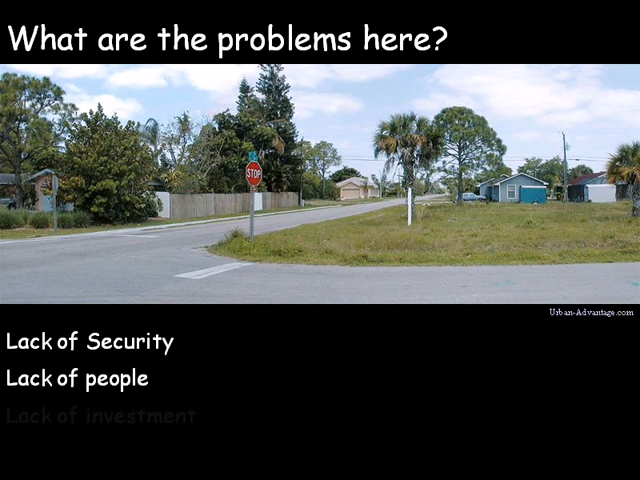 What are the problems here?
STOP
Urban-Advantage.com
Lack of Security
Lack of people
Lack of investment